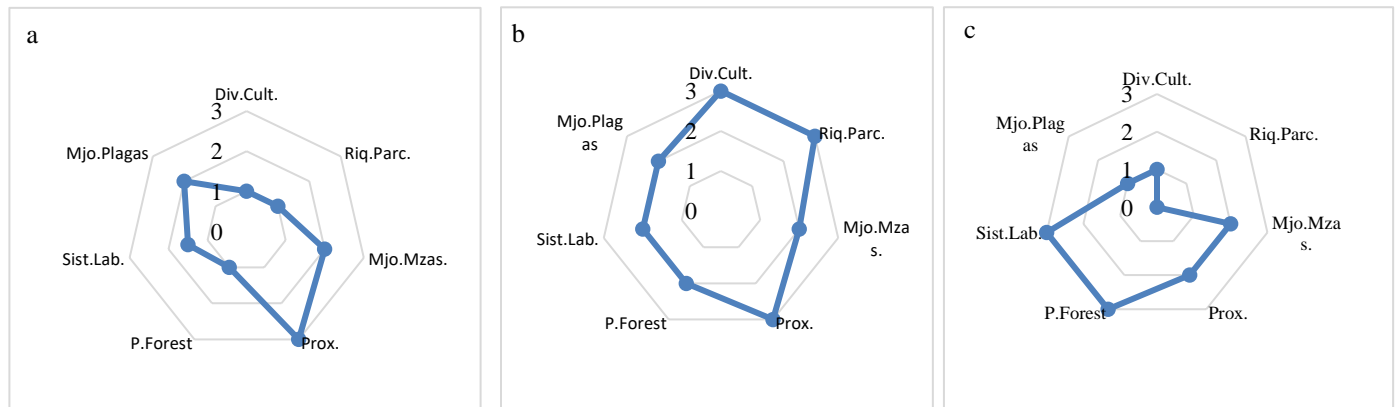 a
Div.Cult.
3
Mjo.Plagas
2
Riq.Parc.
1
0
Sist.Lab.
Mjo.Mzas.
P.Forest
Prox.
b
Div.Cult.
3
Mjo.Plag
as
2
Riq.Parc.
1
0
Sist.Lab.
Mjo.Mza
s.
P.Forest
Prox.
c
Div.Cult.
3
Mjo.Plag
as
2
Riq.Parc.
1
0
Sist.Lab.
Mjo.Mza
s.
P.Forest
Prox.